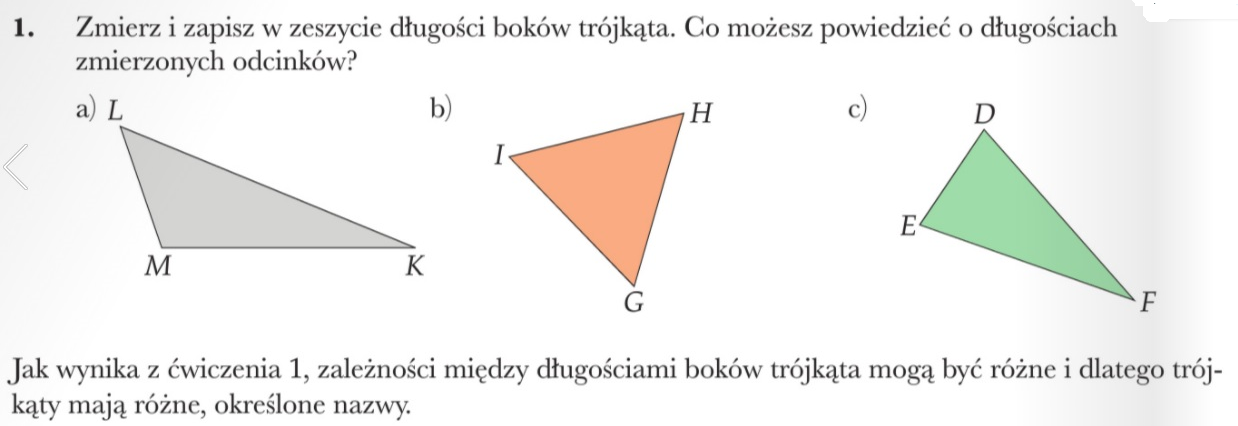 1. Zmierz i zapisz w zeszycie długości boków trójkąta. Co możesz powiedzieć o długościach
zmierzonych odcinków?
a) L
M
K
b)
H
I
G
c)
D
E
F
Jak wynika z ćwiczenia 1, zależności między długościami boków trójkąta mogą być różne i dlatego trój-
kąty mają różne, określone nazwy.